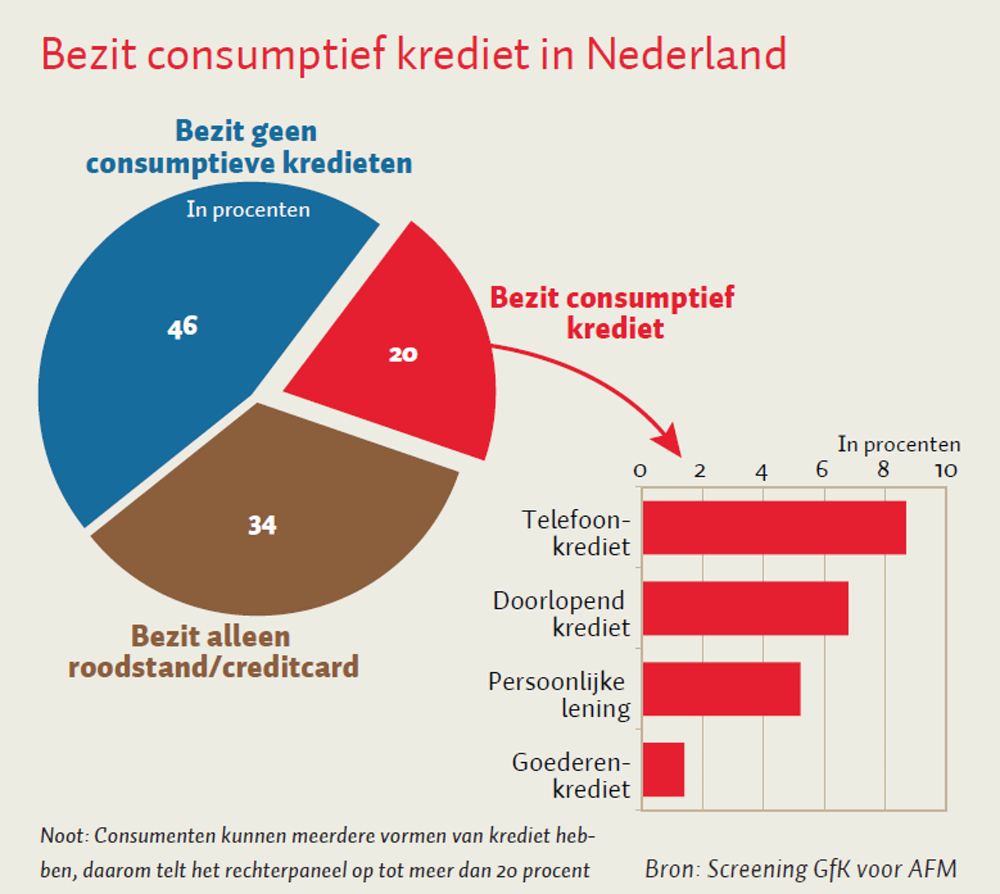 Bezit consumptief krediet in Nederland
Bezit geen
consumptieve kredieten
In procenten
46
20
34
Bezit consumptief
krediet
Bezit alleen
roodstand/creditcard
In procenten
0 2 4 6 8 10
Telefoon-
krediet
Doorlopend
krediet
Persoonlijke
lening
Goederen-
krediet
Noot: Consumenten kunnen meerdere vormen van krediet heb-
ben, daarom telt het rechterpaneel op tot meer dan 20 procent
Bron: Screening GfK voor AFM